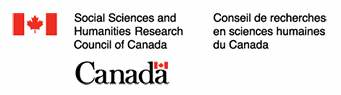 Social Sciences and
Humanities Research
Council of Canada
Conseil de recherches
en sciences humaines
du Canada
Canada